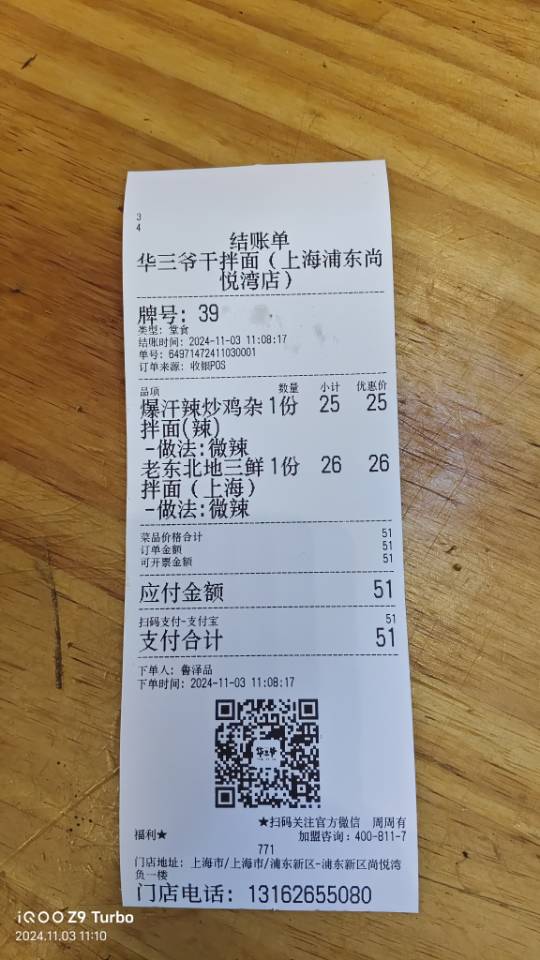 3
4
结账单
华三爷干拌面（上海浦东尚
悦湾店）
牌号: 39
类型: 堂食
结账时间: 2024-11-03 11:08:17
单号: 64971472411030001
订单来源: 收银POS
品项 数量 小计 优惠价
爆汗辣炒鸡杂 1份 25 25
拌面(辣)
-做法:微辣
老东北地三鲜 1份 26 26
拌面（上海）
-做法:微辣
菜品价格合计 51
订单金额 51
可开票金额 51
应付金额 51
扫码支付-支付宝 51
支付合计 51
下单人: 鲁泽品
下单时间: 2024-11-03 11:08:17
华三爷
★扫码关注官方微信 周周有
福利★ 加盟咨询: 400-811-7
771
门店地址: 上海市/上海市/浦东新区-浦东新区尚悦湾
负一楼
门店电话: 13162655080
iQOO Z9 Turbo
2024.11.03 11:10